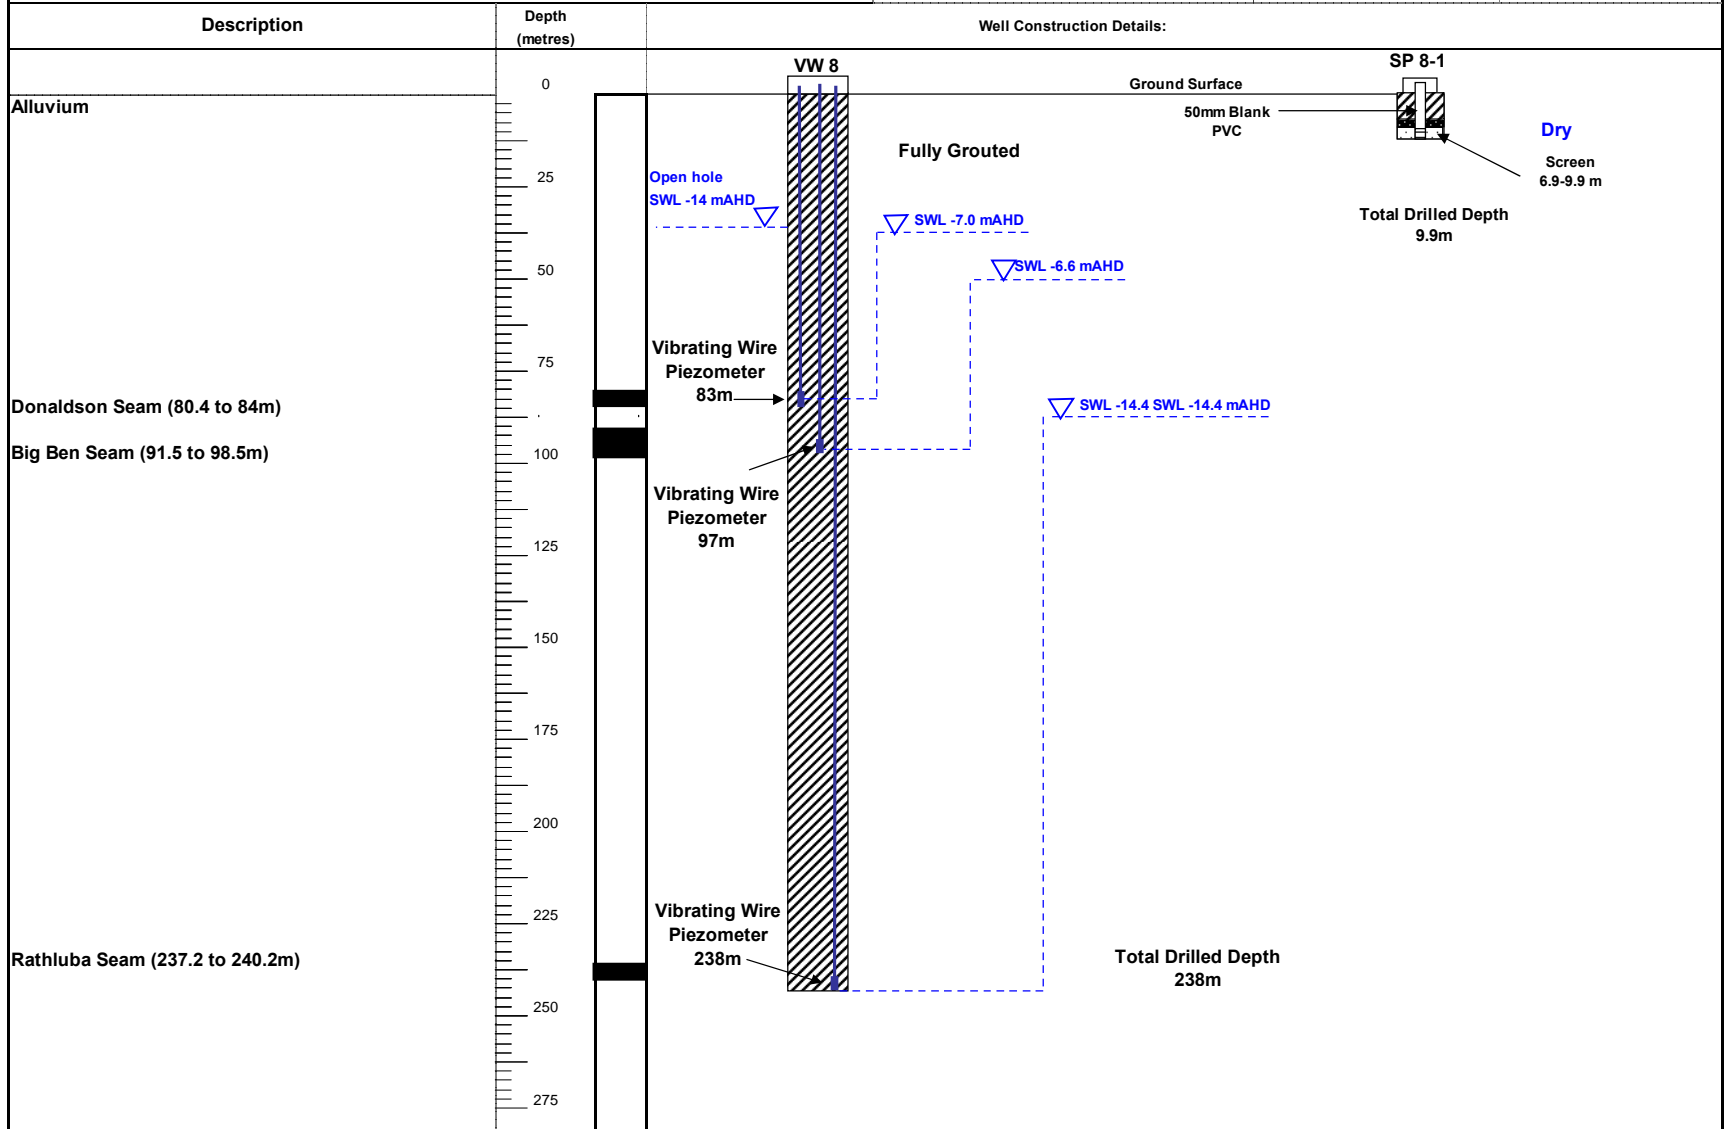 Description
Depth
(metres)
Well Construction Details:
VW 8
SP 8-1
0
Ground Surface
Alluvium
50mm Blank
PVC
Dry
Fully Grouted
Screen
6.9-9.9 m
25
Open hole
SWL -14 mAHD
SWL -7.0 mAHD
Total Drilled Depth
9.9m
50
SWL -6.6 mAHD
75
Vibrating Wire
Piezometer
83m
Donaldson Seam (80.4 to 84m)
SWL -14.4 SWL -14.4 mAHD
Big Ben Seam (91.5 to 98.5m)
100
Vibrating Wire
Piezometer
97m
125
150
175
200
225
Vibrating Wire
Piezometer
238m
Rathluba Seam (237.2 to 240.2m)
Total Drilled Depth
238m
250
275